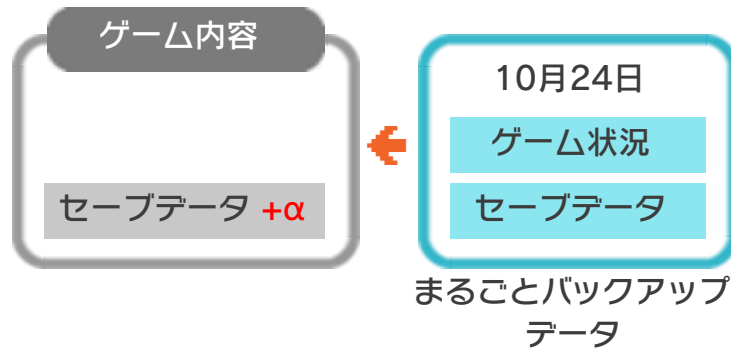 ゲーム内容
セーブデータ +α
10月24日
ゲーム状況
セーブデータ
まるごとバックアップ
データ